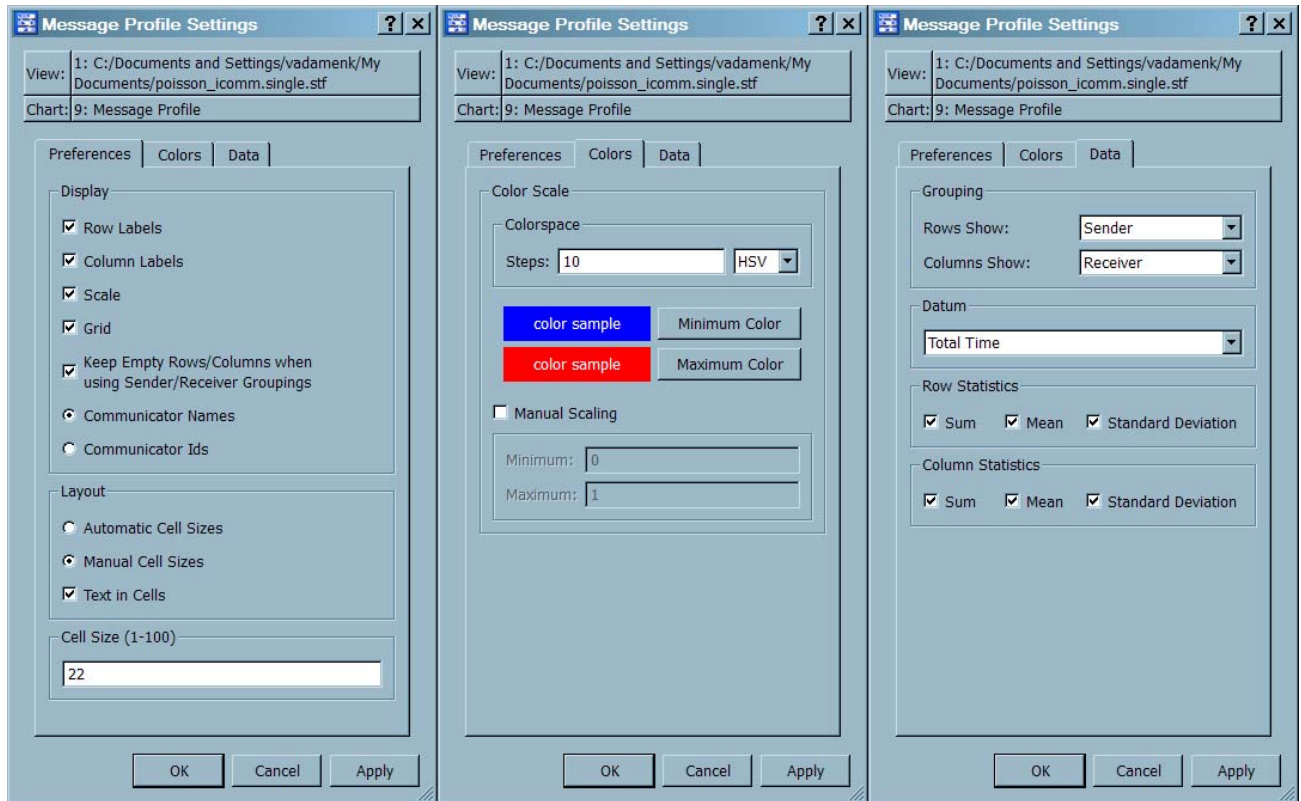 Message Profile Settings
View: 1: C:/Documents and Settings/vadamenk/My
Documents/poisson_icomm.single.stf
Chart: 9: Message Profile
Preferences Colors Data
Display
Row Labels
Column Labels
Scale
Grid
Keep Empty Rows/Columns when
using Sender/Receiver Groupings
Communicator Names
Communicator Ids
Layout
Automatic Cell Sizes
Manual Cell Sizes
Text in Cells
Cell Size (1-100)
22
OK Cancel Apply
Message Profile Settings
View: 1: C:/Documents and Settings/vadamenk/My
Documents/poisson_icomm.single.stf
Chart: 9: Message Profile
Preferences Colors Data
Color Scale
Colorspace
Steps: 10 HSV
color sample Minimum Color
color sample Maximum Color
Manual Scaling
Minimum: 0
Maximum: 1
OK Cancel Apply
Message Profile Settings
View: 1: C:/Documents and Settings/vadamenk/My
Documents/poisson_icomm.single.stf
Chart: 9: Message Profile
Preferences Colors Data
Grouping
Rows Show: Sender
Columns Show: Receiver
Datum
Total Time
Row Statistics
Sum Mean Standard Deviation
Column Statistics
Sum Mean Standard Deviation
OK Cancel Apply